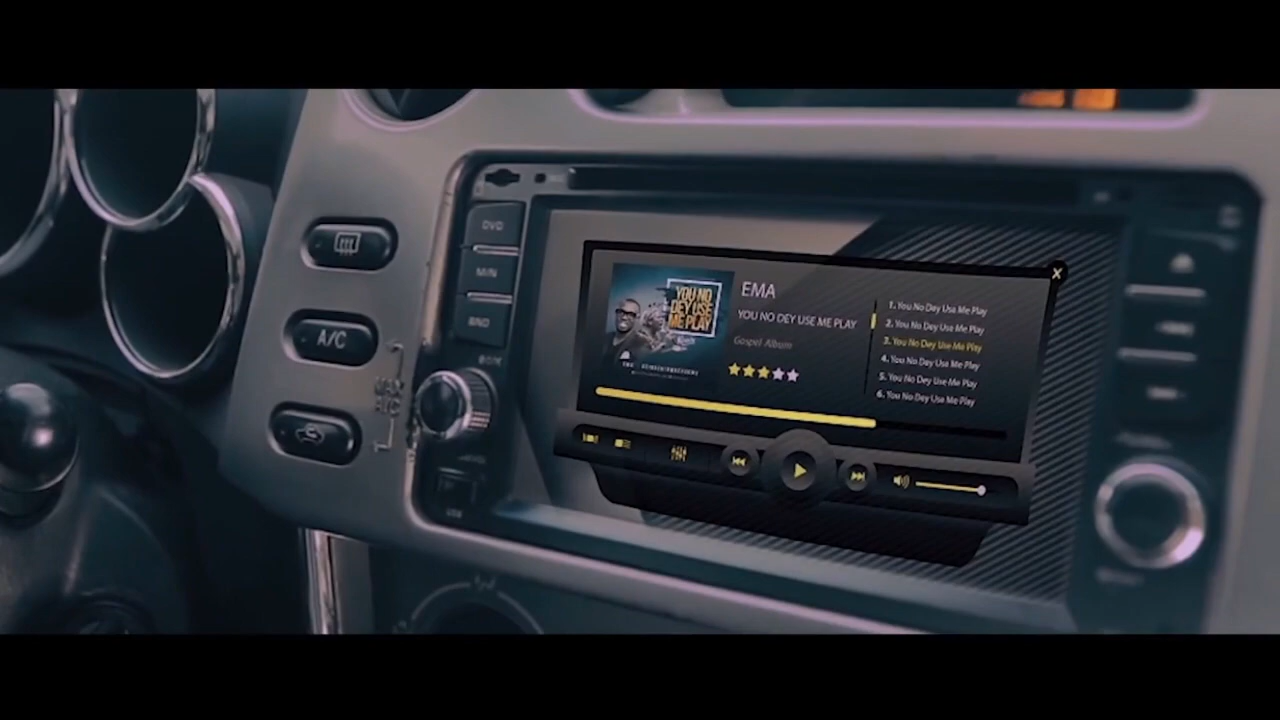 DVD
A/C
YOU NO
DEY USE
ME PLAY
EMA
YOU NO DEY USE ME PLAY
Gospel Album
1. You No Dey Use Me Play
2. You No Dey Use Me Play
3. You No Dey Use Me Play
4. You No Dey Use Me Play
5. You No Dey Use Me Play
6. You No Dey Use Me Play
X